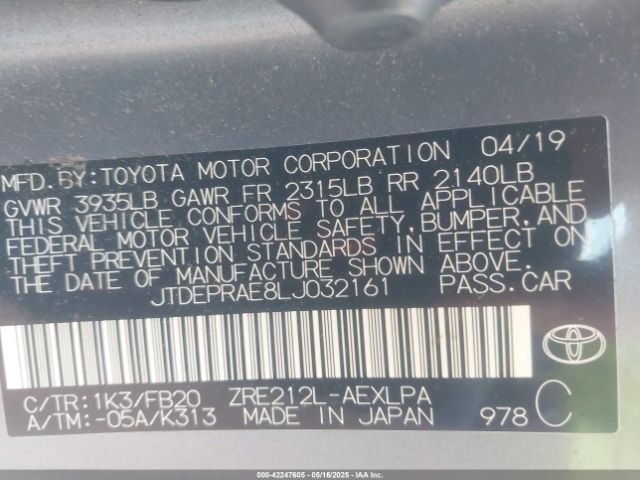 MFD. BY: TOYOTA MOTOR CORPORATION 04/19
GVWR 3935LB GAWR FR 2315LB RR 2140LB
THIS VEHICLE CONFORMS TO ALL APPLICABLE
FEDERAL MOTOR VEHICLE SAFETY, BUMPER, AND
THEFT PREVENTION STANDARDS IN EFFECT ON
THE DATE OF MANUFACTURE SHOWN ABOVE.
JTDEPRAE8LJ032161 PASS. CAR
C/TR: 1K3/FB20 ZRE212L-AEXLPA
A/TM: -05A/K313 MADE IN JAPAN 978 C
TOYOTA
000-42247605 - 05/16/2025 - IAAHTTPS